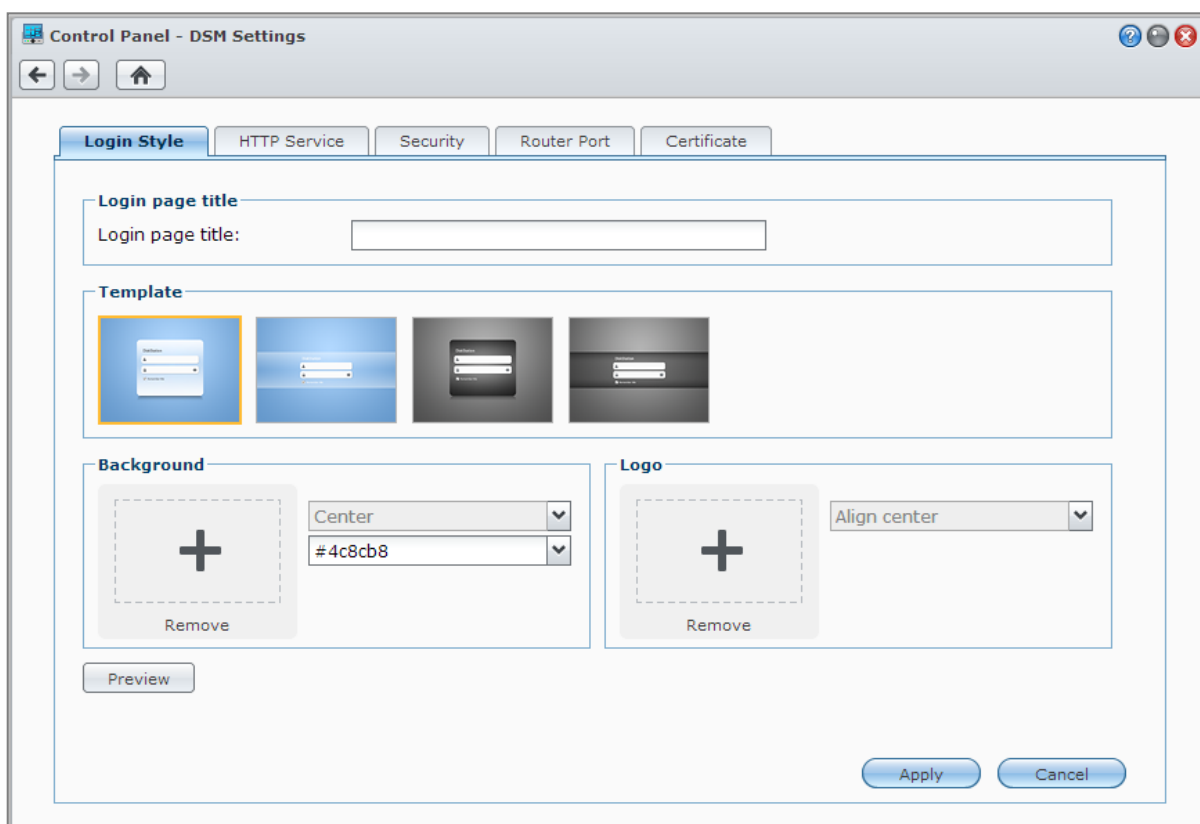 Control Panel - DSM Settings
Login Style HTTP Service Security Router Port Certificate
Login page title
Login page title:
Template
Background
Center
#4c8cb8
Remove
Logo
Align center
Remove
Preview
Apply Cancel